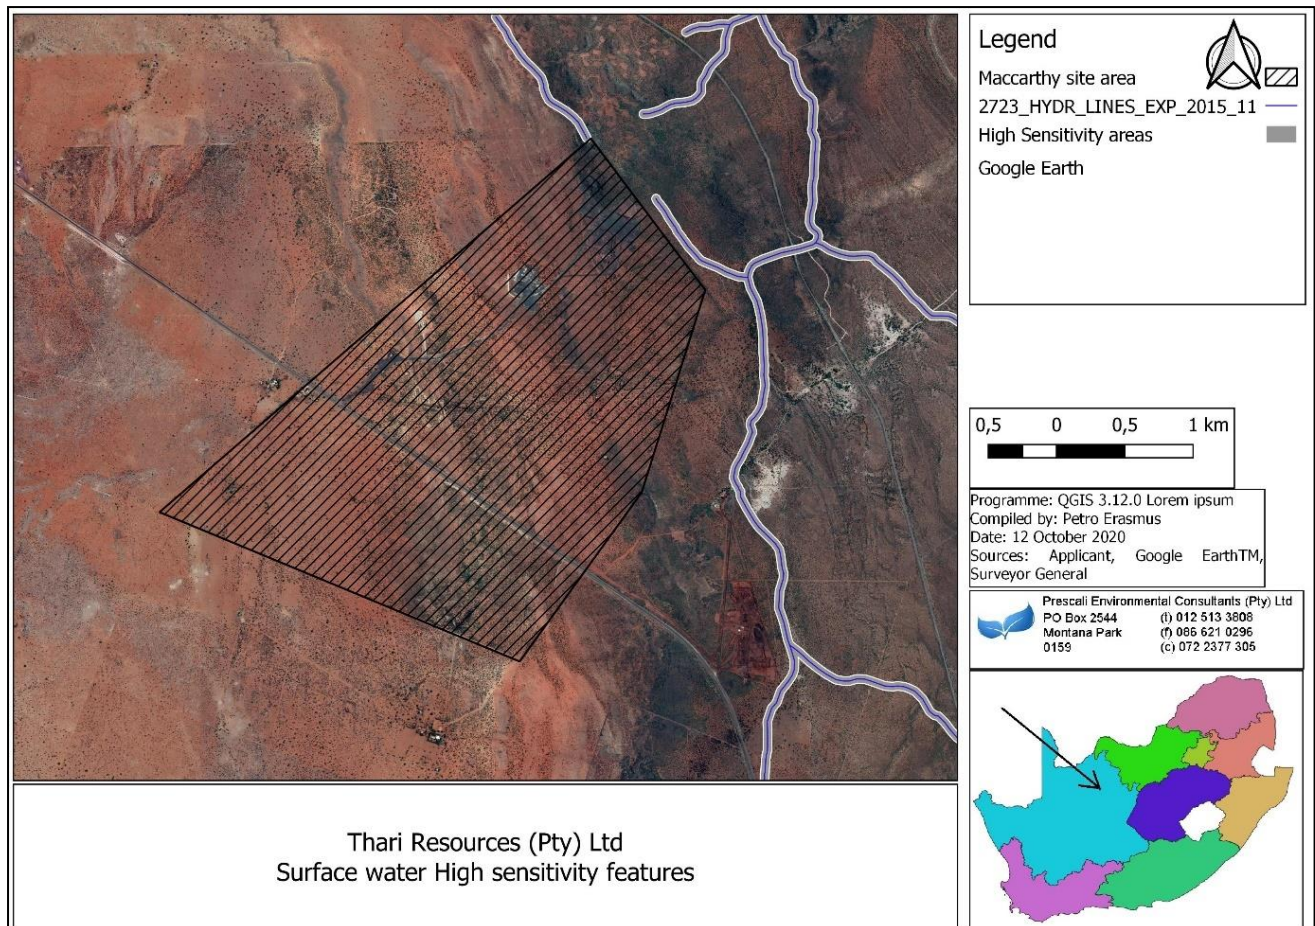 Legend
Maccarthy site area
2723_HYDR_LINES_EXP_2015_11
High Sensitivity areas
Google Earth
0,5 0 0,5 1 km
Programme: QGIS 3.12.0 Lorem ipsum
Compiled by: Petro Erasmus
Date: 12 October 2020
Sources: Applicant, Google EarthTM,
Surveyor General
Prescali Environmental Consultants (Pty) Ltd
PO Box 2544 (t) 012 513 3808
Montana Park (f) 086 621 0296
0159 (c) 072 2377 305
Thari Resources (Pty) Ltd
Surface water High sensitivity features